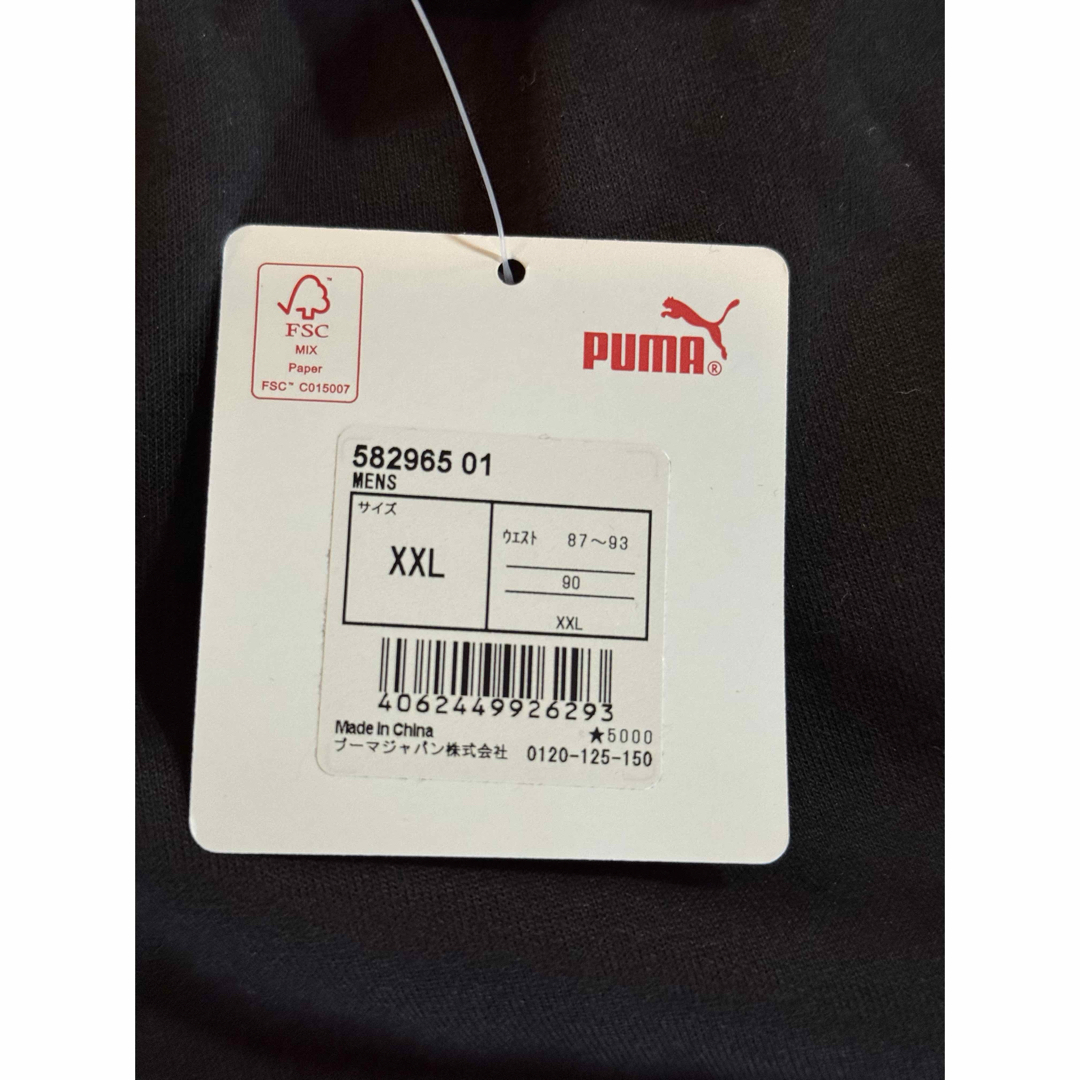 FSC™
MIX
Paper
FSC™ C015007
PUMA®
582965 01
MENS
サイズ
XXL
ウエスト 87〜93
90
XXL
4062449926293
Made in China
★5000
プーマジャパン株式会社 0120-125-150